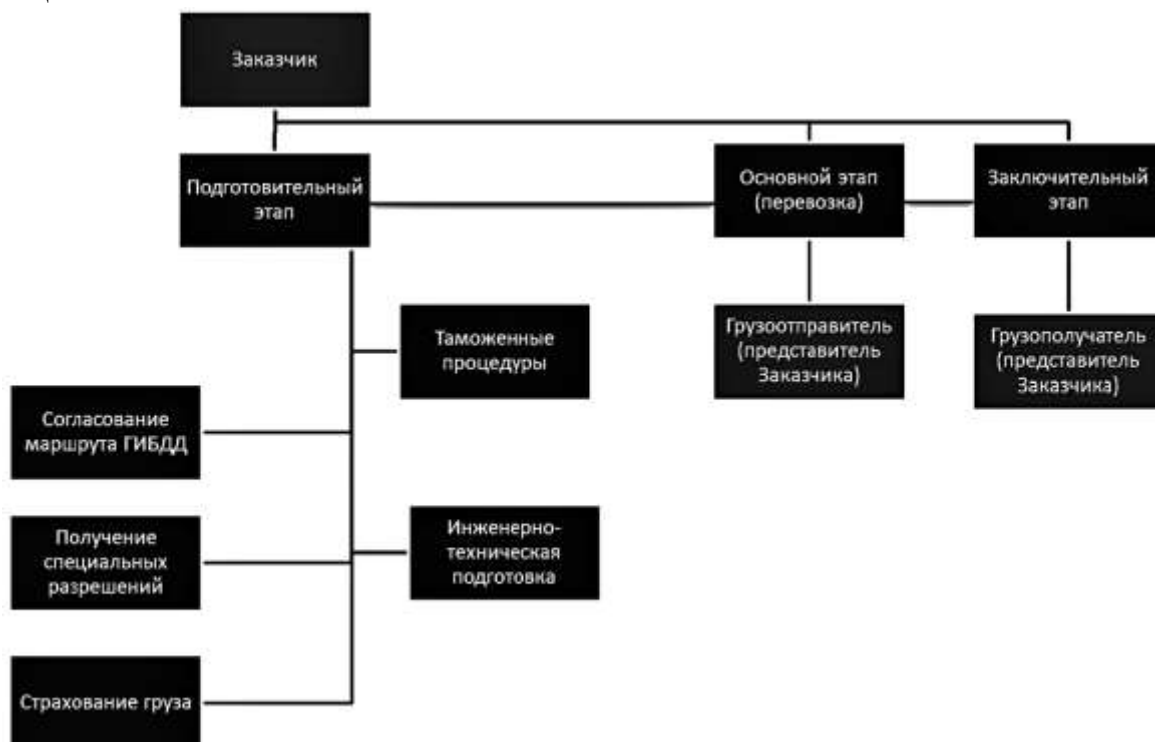 Заказчик
Подготовительный
этап
Основной этап
(перевозка)
Заключительный
этап
Таможенные
процедуры
Грузоотправитель
(представитель
Заказчика)
Грузополучатель
(представитель
Заказчика)
Согласование
маршрута ГИБДД
Получение
специальных
разрешений
Инженерно-
техническая
подготовка
Страхование груза